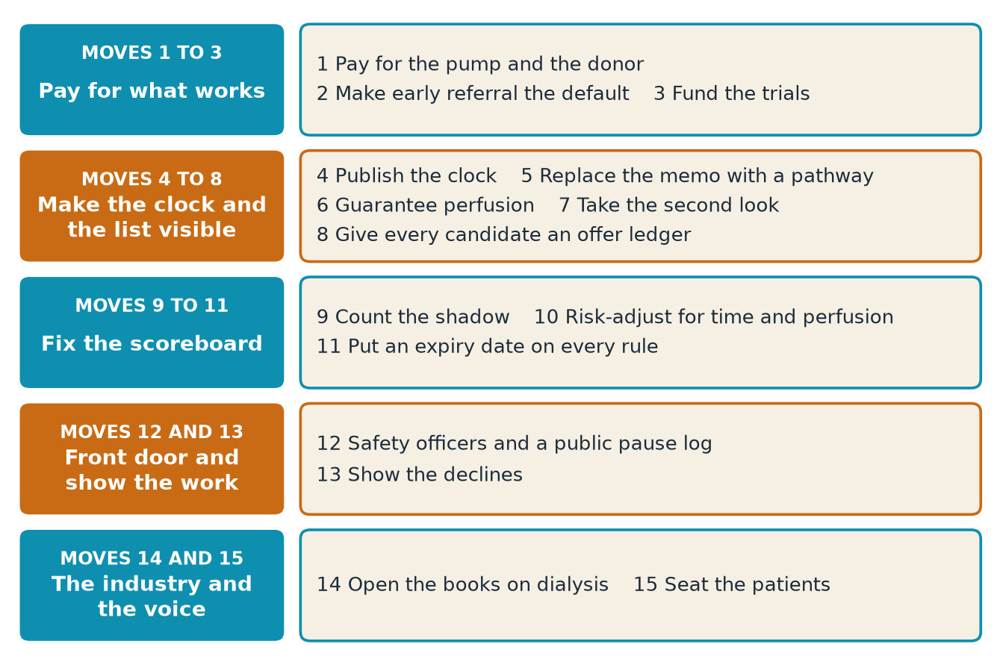 MOVES 1 TO 3
Pay for what works
1 Pay for the pump and the donor
2 Make early referral the default    3 Fund the trials
MOVES 4 TO 8
Make the clock and
the list visible
4 Publish the clock    5 Replace the memo with a pathway
6 Guarantee perfusion    7 Take the second look
8 Give every candidate an offer ledger
MOVES 9 TO 11
Fix the scoreboard
9 Count the shadow    10 Risk-adjust for time and perfusion
11 Put an expiry date on every rule
MOVES 12 AND 13
Front door and
show the work
12 Safety officers and a public pause log
13 Show the declines
MOVES 14 AND 15
The industry and
the voice
14 Open the books on dialysis    15 Seat the patients